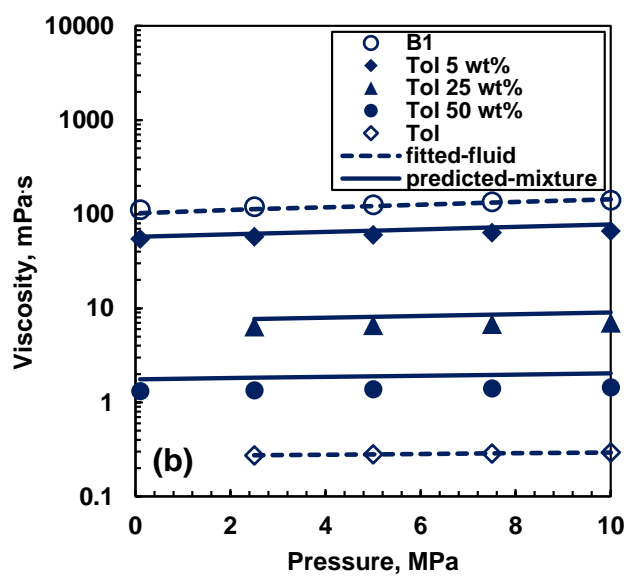 10000
1000
100
10
1
0.1
Viscosity, mPa·s
B1
Tol 5 wt%
Tol 25 wt%
Tol 50 wt%
Tol
fitted-fluid
predicted-mixture
(b)
0 2 4 6 8 10
Pressure, MPa